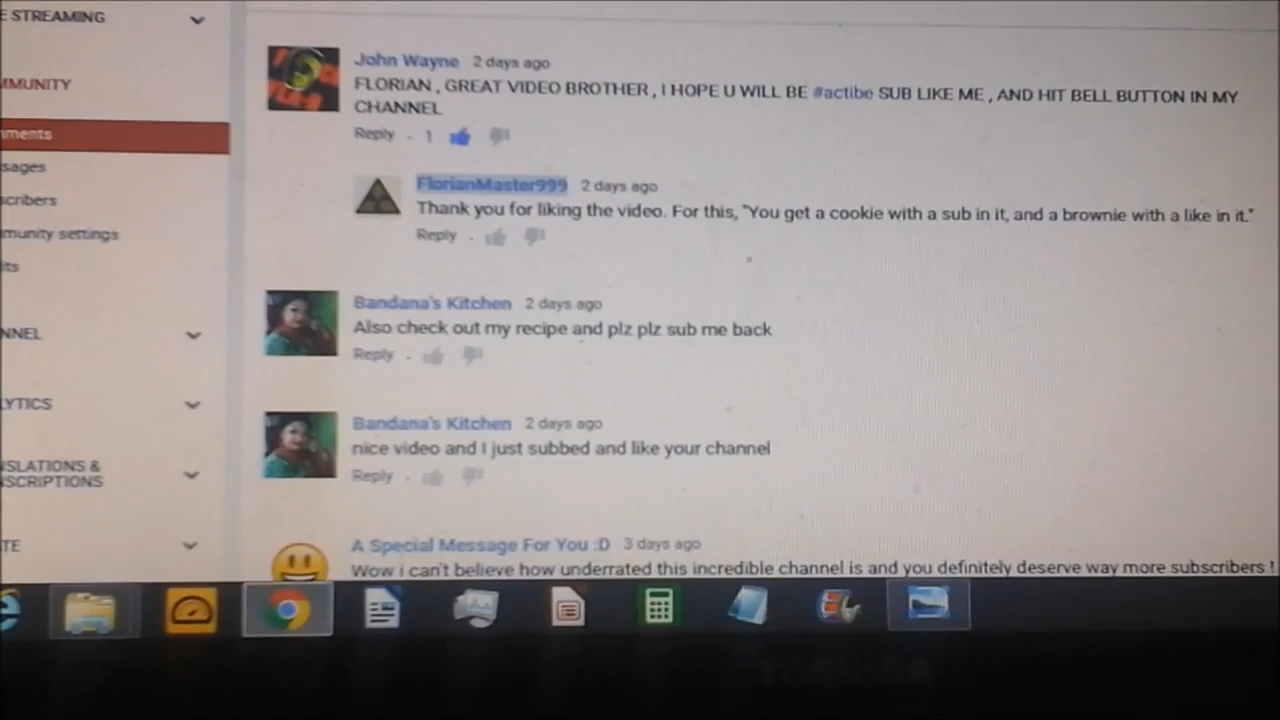 E STREAMING
MMUNITY
ments
sages
scribers
munity settings
its
NNEL
LYTICS
NSLATIONS &
NSCRIPTIONS
TE
John Wayne 2 days ago
FLORIAN , GREAT VIDEO BROTHER , I HOPE U WILL BE #actibe SUB LIKE ME , AND HIT BELL BUTTON IN MY
CHANNEL
Reply · 1
FlorianMaster999 2 days ago
Thank you for liking the video. For this, "You get a cookie with a sub in it, and a brownie with a like in it."
Reply ·
Bandana's Kitchen 2 days ago
Also check out my recipe and plz plz sub me back
Reply ·
Bandana's Kitchen 2 days ago
nice video and I just subbed and like your channel
Reply ·
A Special Message For You :D 3 days ago
Wow i can't believe how underrated this incredible channel is and you definitely deserve way more subscribers !